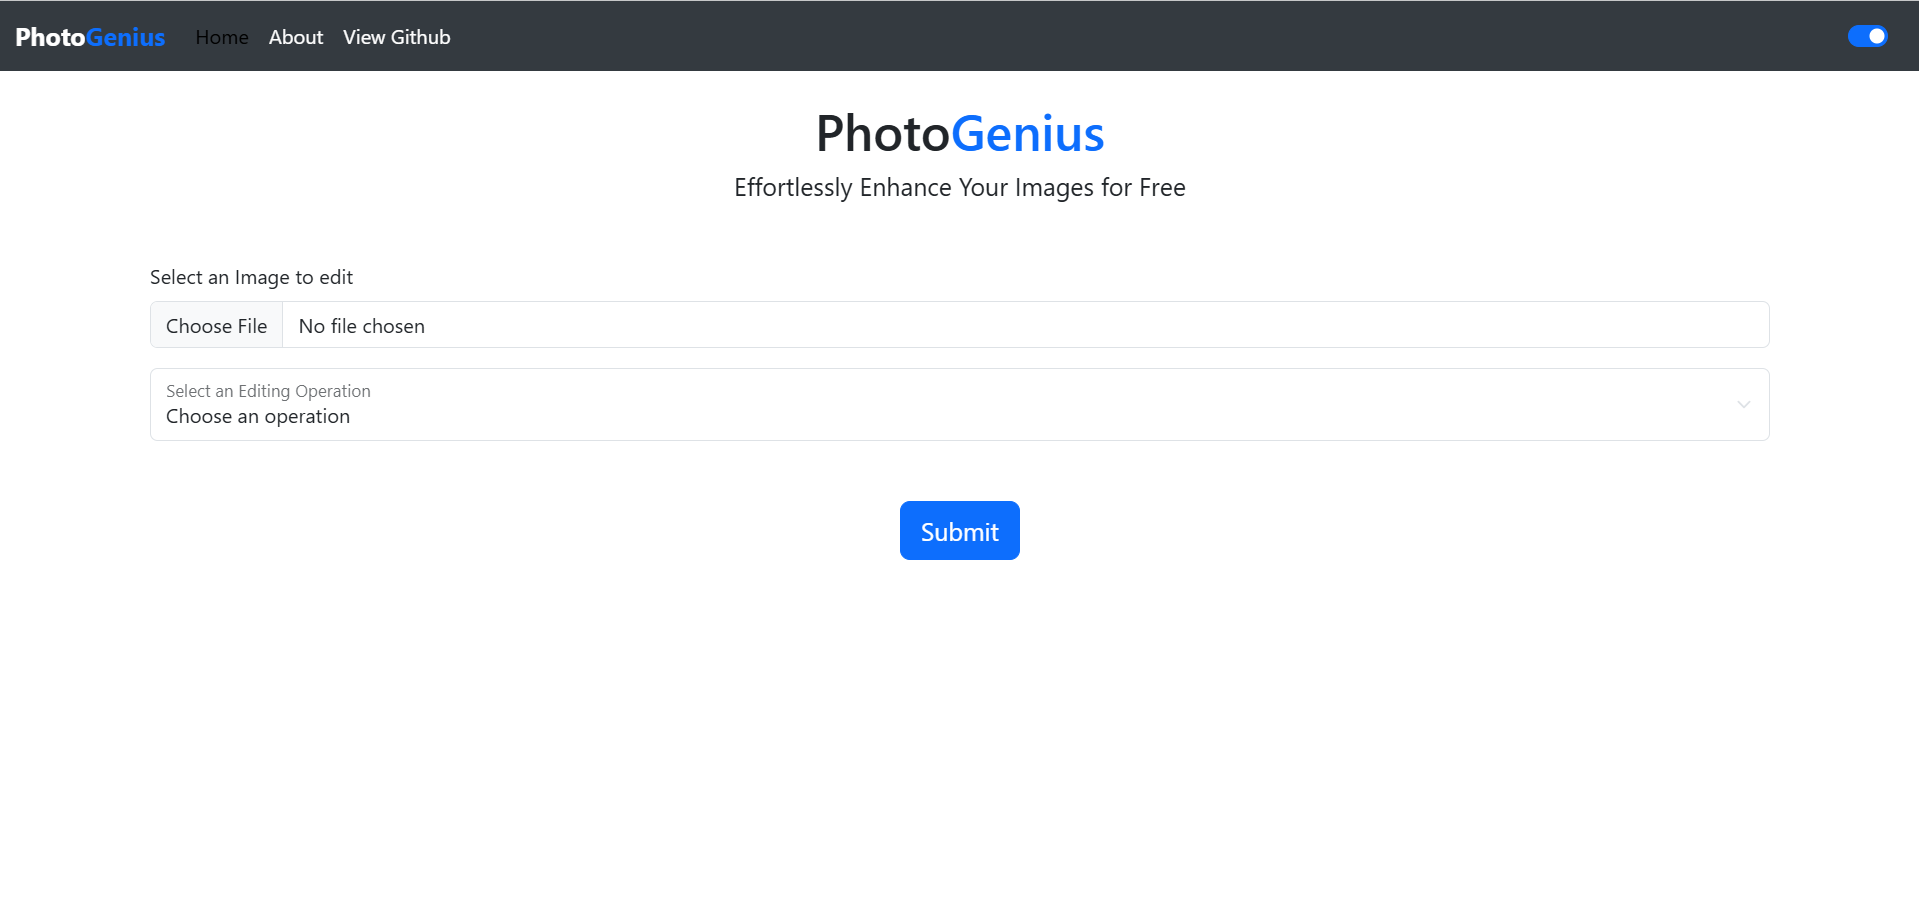 PhotoGenius Home About View Github
PhotoGenius
Effortlessly Enhance Your Images for Free
Select an Image to edit
Choose File No file chosen
Select an Editing Operation
Choose an operation
Submit